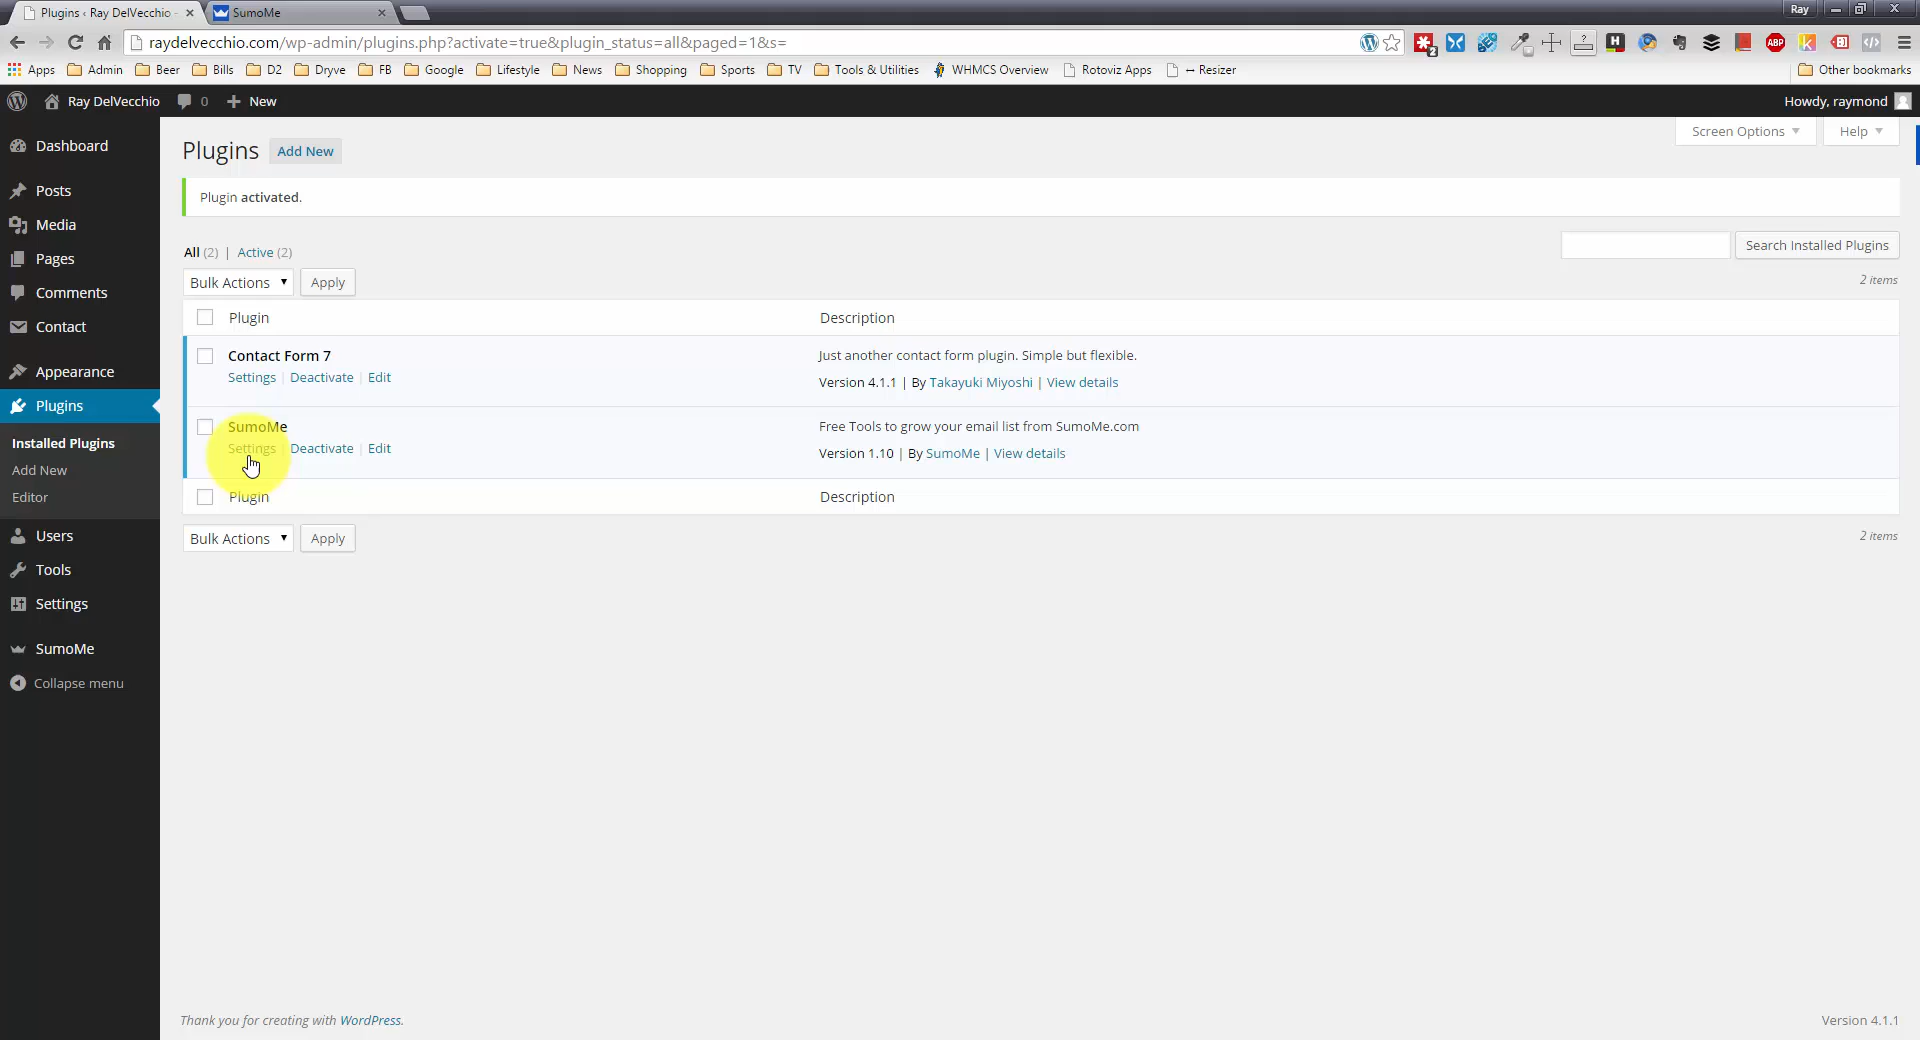 Plugins ‹ Ray DelVecchio
SumoMe
Ray
raydelvecchio.com/wp-admin/plugins.php?activate=true&plugin_status=all&paged=1&s=
2
H
ABP
K
Apps
Admin
Beer
Bills
D2
Dryve
FB
Google
Lifestyle
News
Shopping
Sports
TV
Tools & Utilities
WHMCS Overview
Rotoviz Apps
↔ Resizer
Other bookmarks
Ray DelVecchio
0
+ New
Howdy, raymond
Dashboard
Posts
Media
Pages
Comments
Contact
Appearance
Plugins
Installed Plugins
Add New
Editor
Users
Tools
Settings
SumoMe
Collapse menu
Screen Options ▼
Help ▼
Plugins Add New
Plugin activated.
All (2) | Active (2)
Search Installed Plugins
Bulk Actions ▼ Apply
2 items
Plugin Description
Contact Form 7
Settings | Deactivate | Edit
Just another contact form plugin. Simple but flexible.
Version 4.1.1 | By Takayuki Miyoshi | View details
SumoMe
Settings | Deactivate | Edit
Free Tools to grow your email list from SumoMe.com
Version 1.10 | By SumoMe | View details
Plugin Description
Bulk Actions ▼ Apply
2 items
Thank you for creating with WordPress.
Version 4.1.1